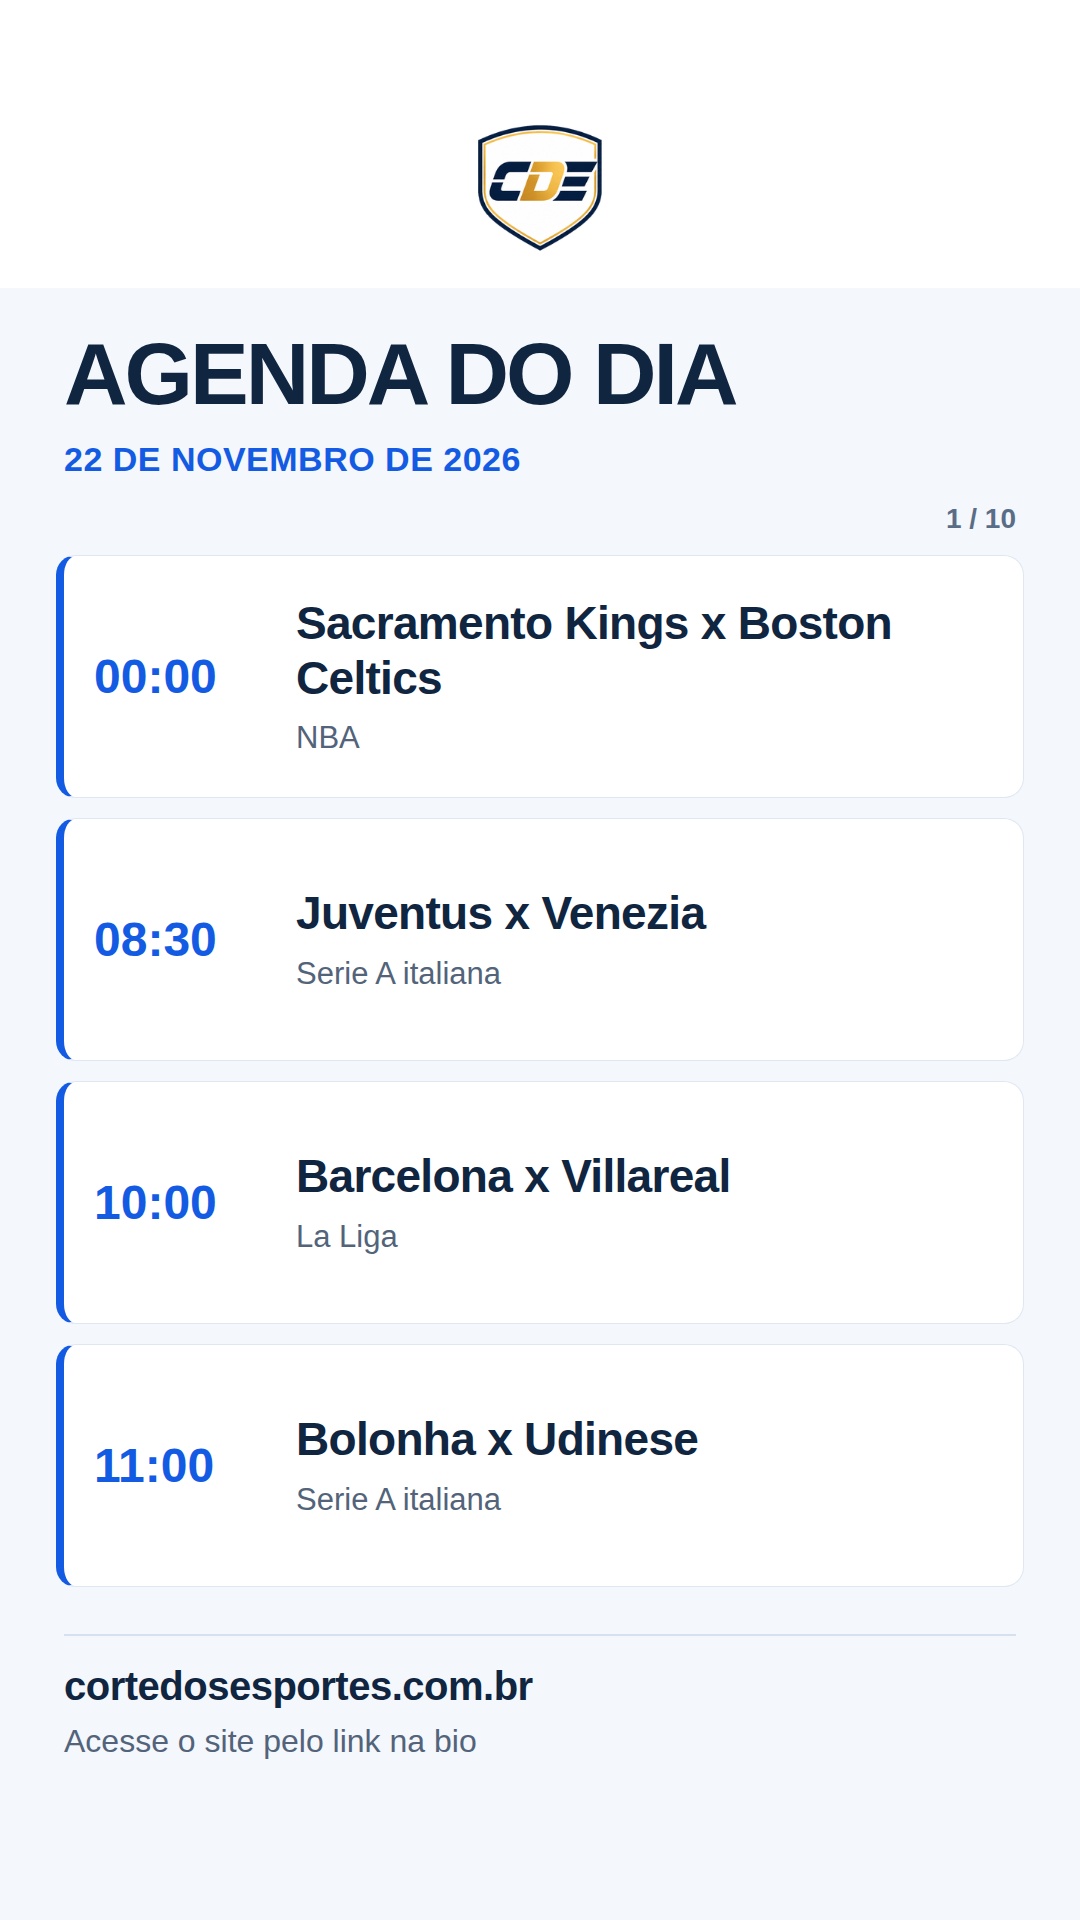 CDE
AGENDA DO DIA
22 DE NOVEMBRO DE 2026
1 / 10
00:00
Sacramento Kings x Boston
Celtics
NBA
08:30
Juventus x Venezia
Serie A italiana
10:00
Barcelona x Villareal
La Liga
11:00
Bolonha x Udinese
Serie A italiana
cortedosesportes.com.br
Acesse o site pelo link na bio